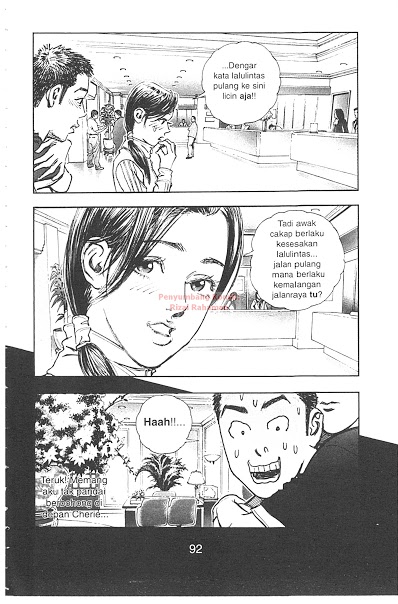 ...Dengar
kata lalulintas
pulang ke sini
licin aja!!
Tadi awak
cakap berlaku
kesesakan
lalulintas...
jalan pulang
mana berlaku
kemalangan
jalanraya tu?
Penyumbang
Haah!!....
Teruk! Memang
aku tak pandai
berbohong di
depan Cherie...
92